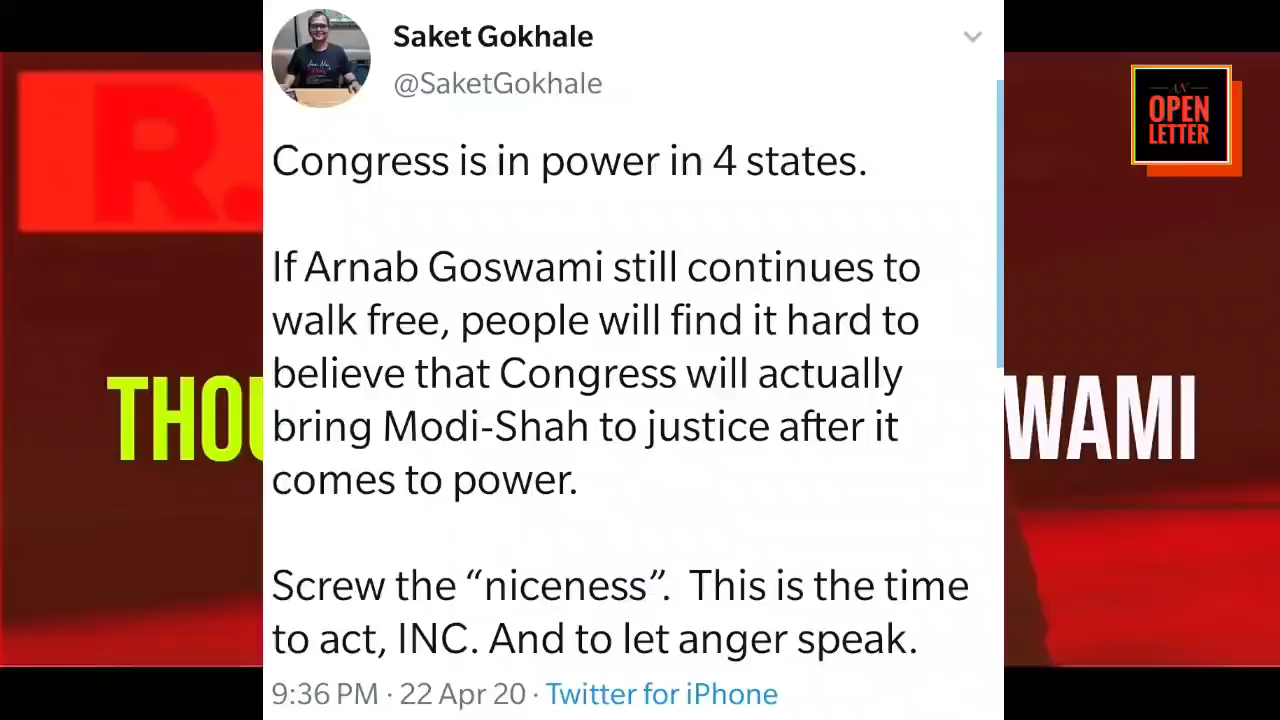 Saket Gokhale
@SaketGokhale
AN
OPEN
LETTER
R.
Congress is in power in 4 states.
If Arnab Goswami still continues to
walk free, people will find it hard to
believe that Congress will actually
bring Modi-Shah to justice after it
comes to power.
THOU
WAMI
Screw the “niceness”. This is the time
to act, INC. And to let anger speak.
9:36 PM · 22 Apr 20 · Twitter for iPhone